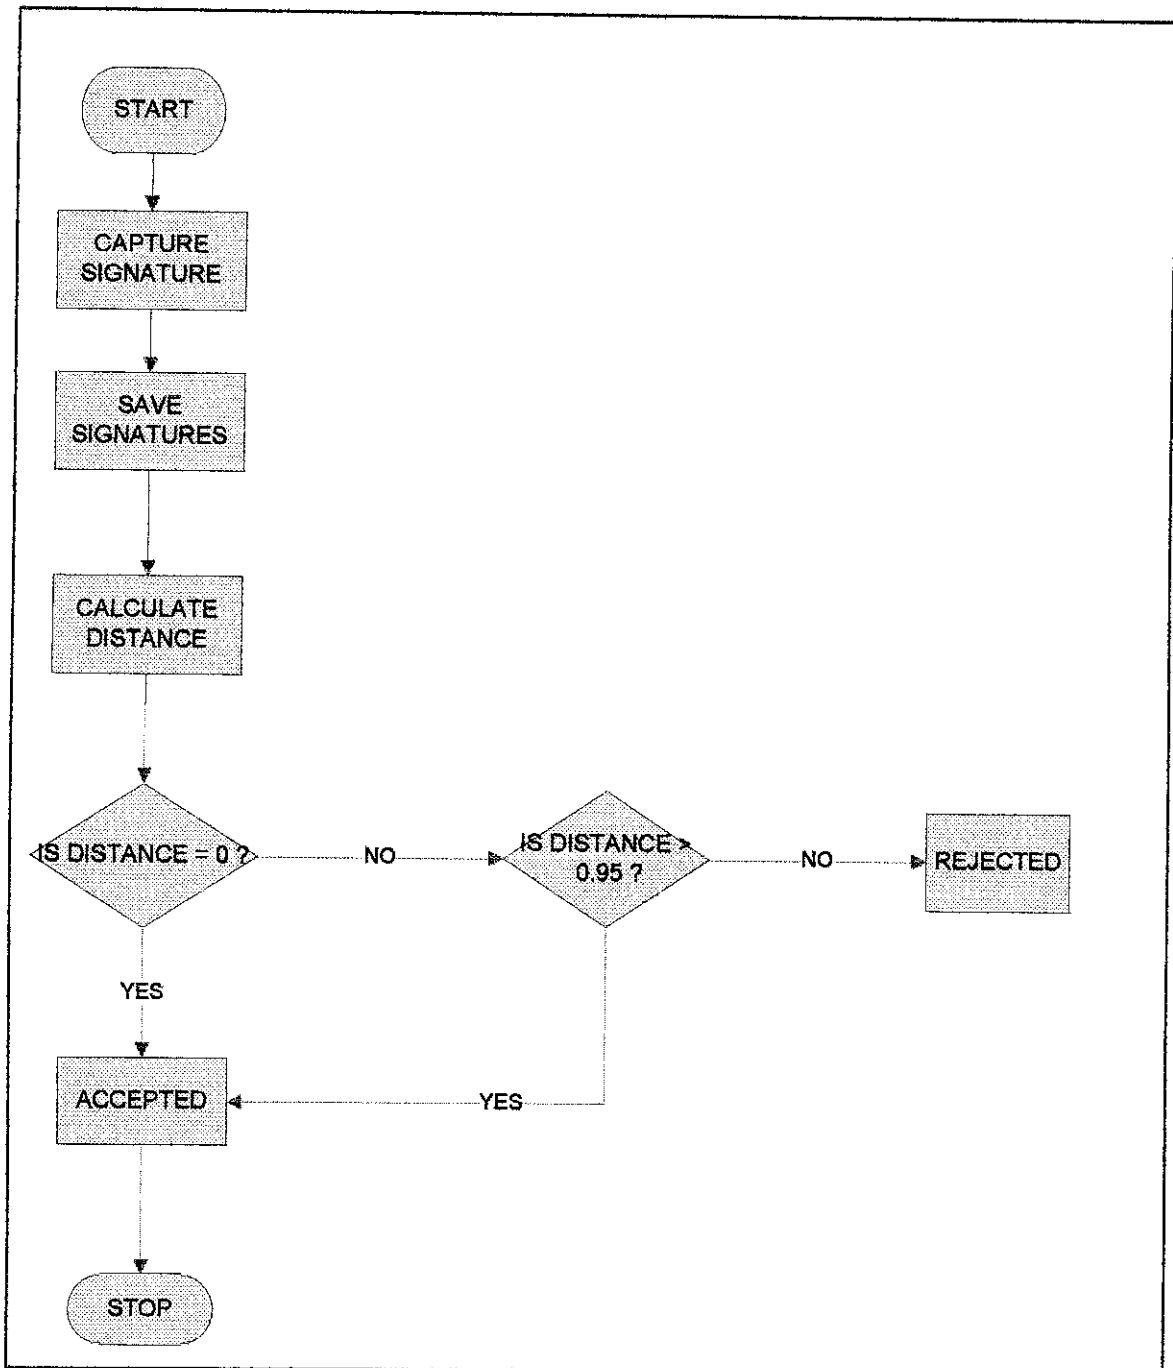 START
CAPTURE
SIGNATURE
SAVE
SIGNATURES
CALCULATE
DISTANCE
IS DISTANCE = 0 ?
NO
IS DISTANCE >
0.95 ?
NO
REJECTED
YES
ACCEPTED
YES
STOP